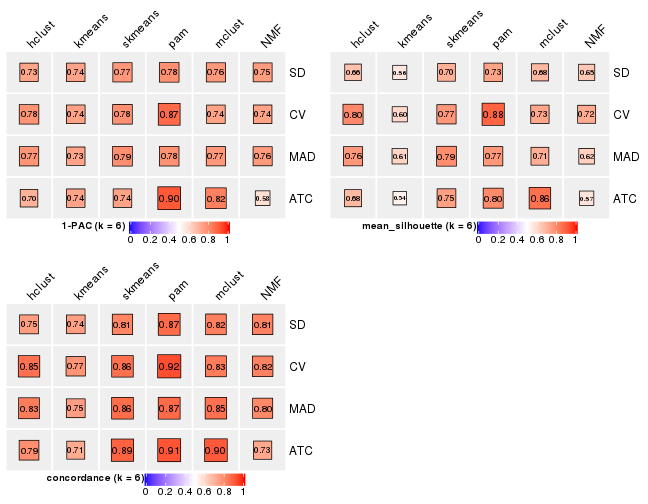 hclust kmeans skmeans pam mclust NMF
0.73 0.74 0.77 0.78 0.76 0.75 SD
0.78 0.74 0.78 0.87 0.74 0.74 CV
0.77 0.73 0.79 0.78 0.77 0.76 MAD
0.70 0.74 0.74 0.90 0.82 0.58 ATC
1-PAC (k = 6)
0 0.2 0.4 0.6 0.8 1
hclust kmeans skmeans pam mclust NMF
0.66 0.56 0.70 0.73 0.68 0.65 SD
0.80 0.60 0.77 0.88 0.73 0.72 CV
0.76 0.61 0.79 0.77 0.71 0.62 MAD
0.68 0.54 0.75 0.80 0.86 0.57 ATC
mean_silhouette (k = 6)
0 0.2 0.4 0.6 0.8 1
hclust kmeans skmeans pam mclust NMF
0.75 0.74 0.81 0.87 0.82 0.81 SD
0.85 0.77 0.86 0.92 0.83 0.82 CV
0.83 0.75 0.86 0.87 0.85 0.80 MAD
0.79 0.71 0.89 0.91 0.90 0.73 ATC
concordance (k = 6)
0 0.2 0.4 0.6 0.8 1